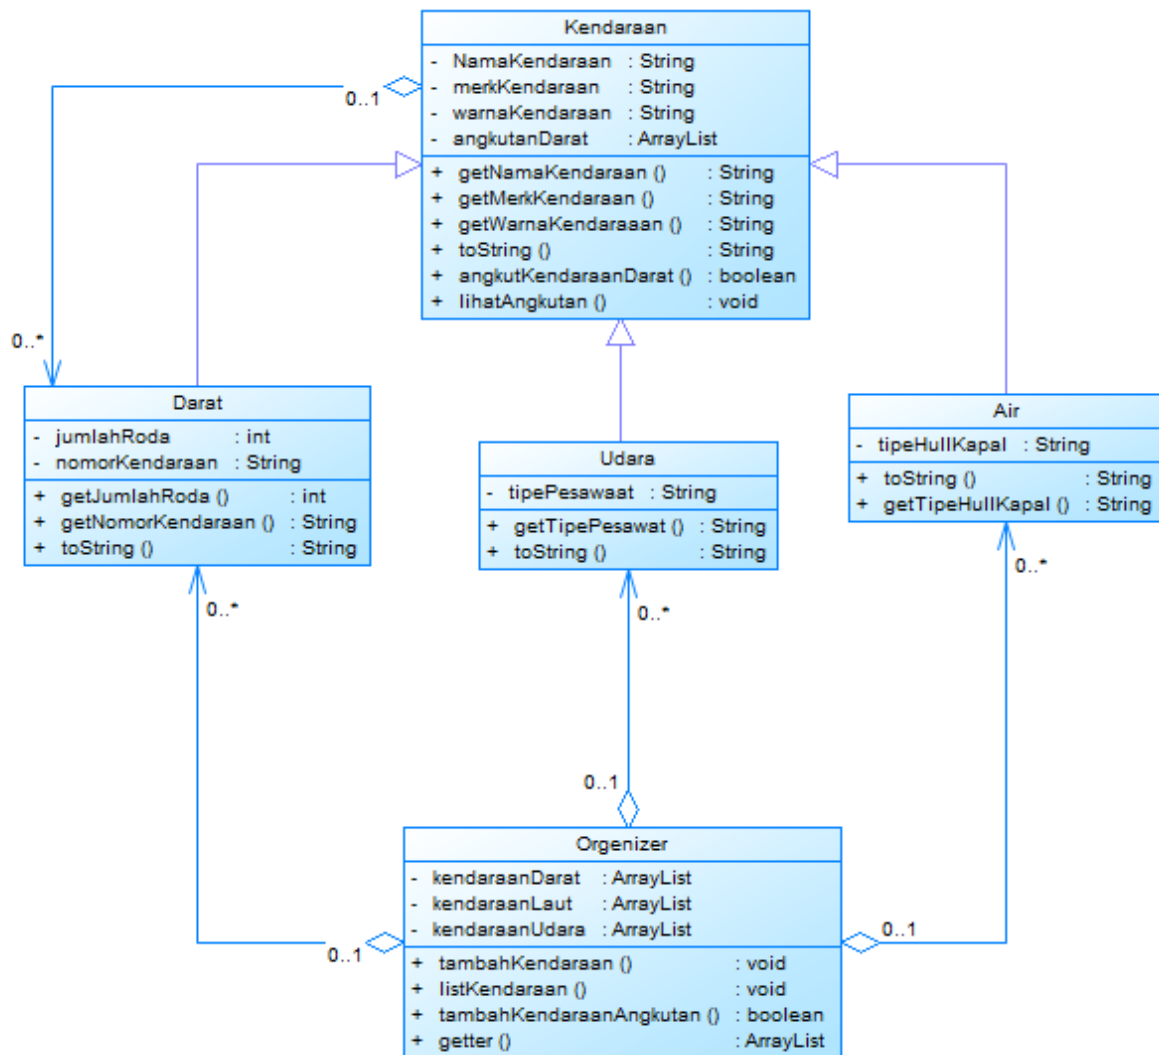 Kendaraan
- NamaKendaraan : String
- merkKendaraan : String
- warnaKendaraan : String
- angkutanDarat : ArrayList
+ getNamaKendaraan () : String
+ getMerkKendaraan () : String
+ getWarnaKendaraaan () : String
+ toString () : String
+ angkutKendaraanDarat () : boolean
+ lihatAngkutan () : void
0..1
0..*
Darat
- jumlahRoda : int
- nomorKendaraan : String
+ getJumlahRoda () : int
+ getNomorKendaraan () : String
+ toString () : String
Udara
- tipePesawaat : String
+ getTipePesawat () : String
+ toString () : String
Air
- tipeHullKapal : String
+ toString () : String
+ getTipeHullKapal () : String
0..*
0..*
0..*
0..1
0..1
0..1
Orgenizer
- kendaraanDarat : ArrayList
- kendaraanLaut : ArrayList
- kendaraanUdara : ArrayList
+ tambahKendaraan () : void
+ listKendaraan () : void
+ tambahKendaraanAngkutan () : boolean
+ getter () : ArrayList